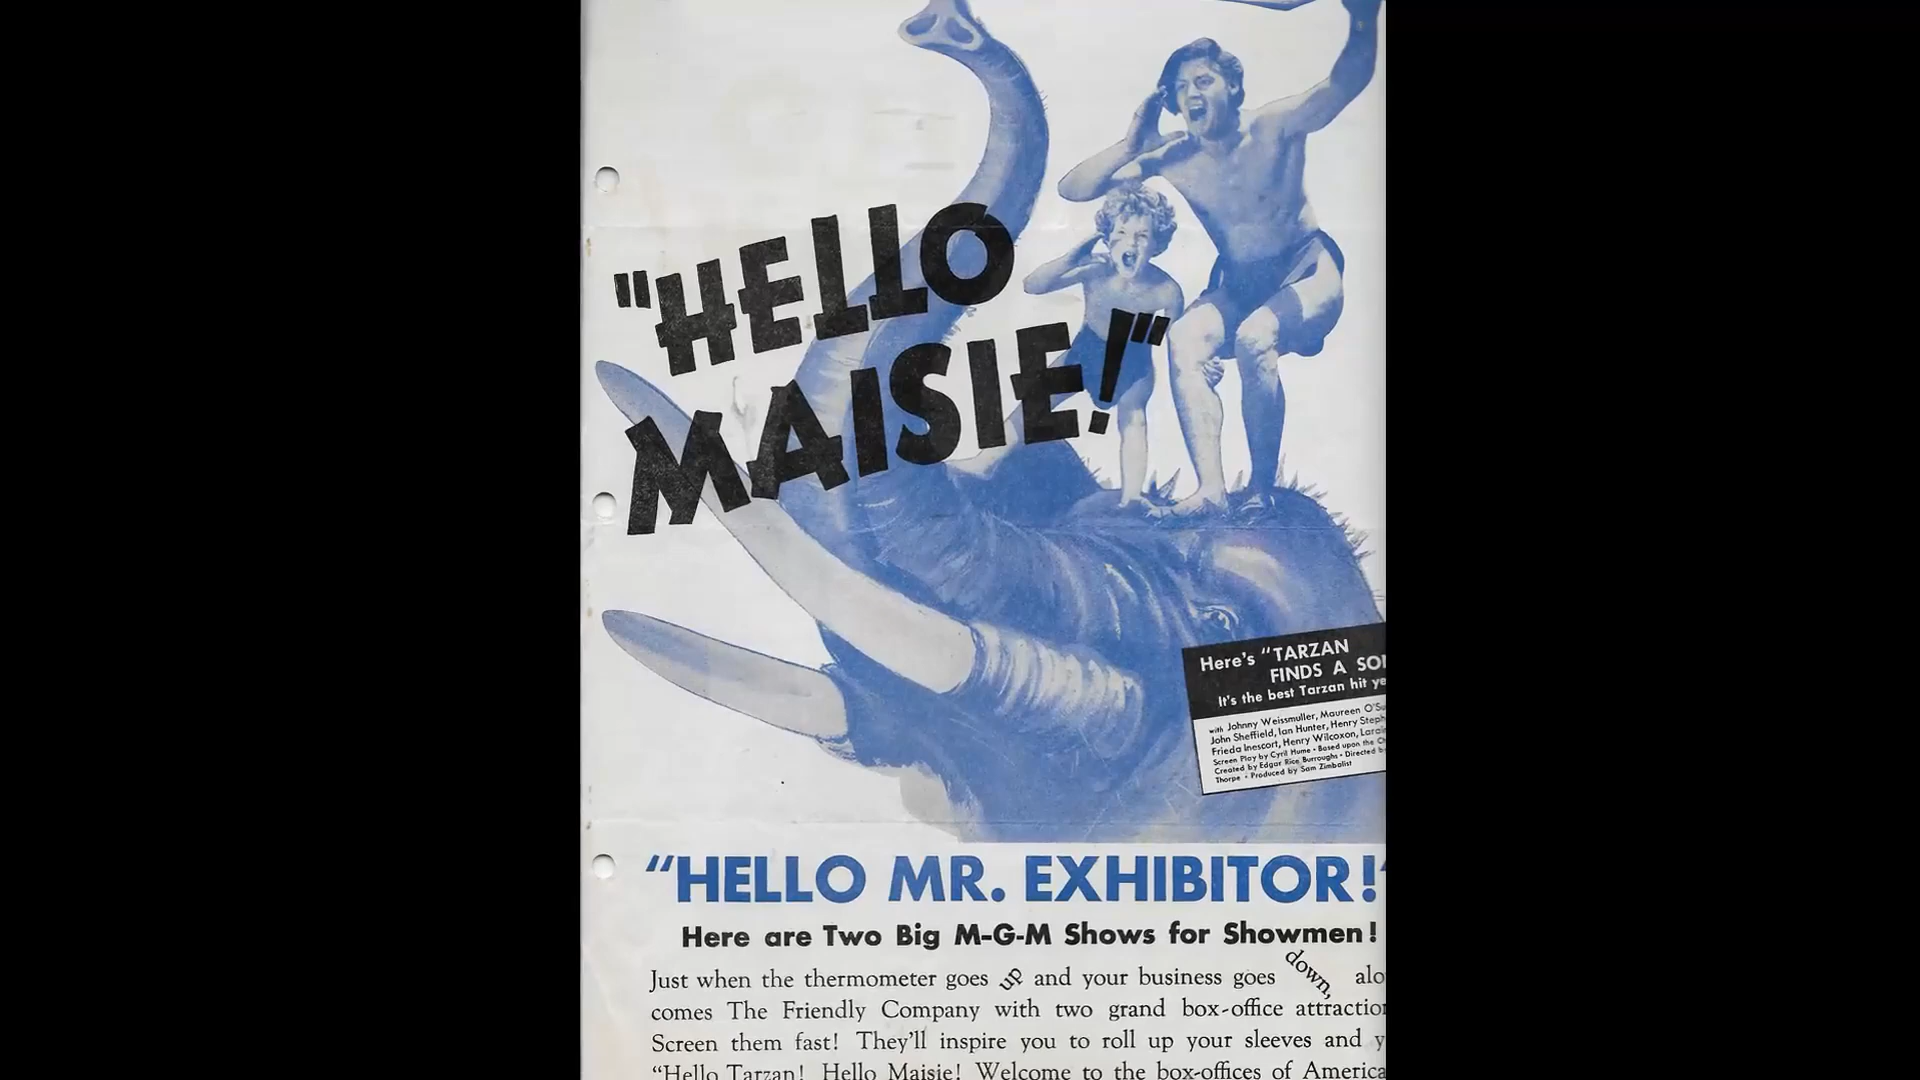 "HELLO
MAISIE!"
Here's "TARZAN
FINDS A SO
It's the best Tarzan hit ye
with Johnny Weissmuller, Maureen O'Su
John Sheffield, Ian Hunter, Henry Steph
Frieda Inescort, Henry Wilcoxon, Larai
Screen Play by Cyril Hume • Based upon the C
Created by Edgar Rice Burroughs • Directed b
Thorpe • Produced by Sam Zimbalist
"HELLO MR. EXHIBITOR!"
Here are Two Big M-G-M Shows for Showmen!
Just when the thermometer goes up and your business goes down, alo
comes The Friendly Company with two grand box-office attractio
Screen them fast! They'll inspire you to roll up your sleeves and y
"Hello Tarzan! Hello Maisie! Welcome to the box-offices of America